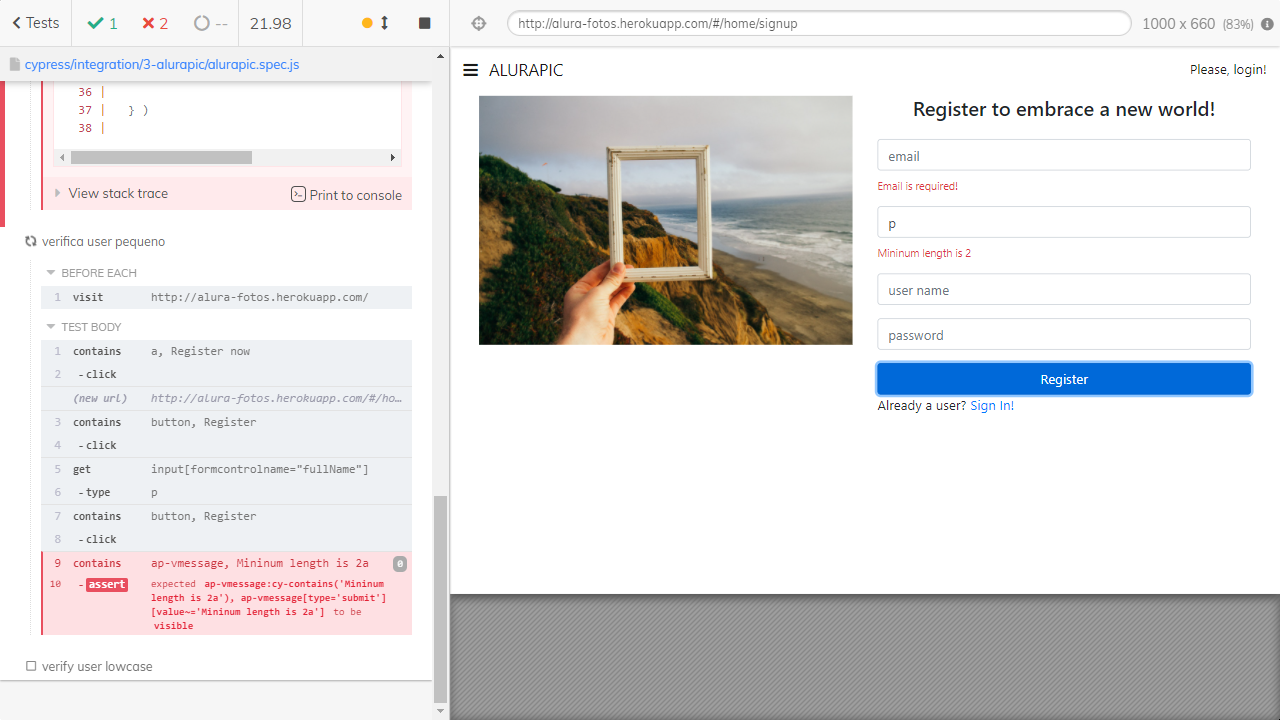 Tests
1
2
--
21.98
http://alura-fotos.herokuapp.com/#/home/signup
1000 x 660 (83%)
cypress/integration/3-alurapic/alurapic.spec.js
36 |
37 |   } )
38 |
View stack trace
Print to console
verifica user pequeno
BEFORE EACH
1 visit http://alura-fotos.herokuapp.com/
TEST BODY
1 contains a, Register now
2 -click
(new url) http://alura-fotos.herokuapp.com/#/ho…
3 contains button, Register
4 -click
5 get input[formcontrolname="fullName"]
6 -type p
7 contains button, Register
8 -click
9 contains ap-vmessage, Mininum length is 2a 0
10 -assert expected ap-vmessage:cy-contains('Mininum
length is 2a'), ap-vmessage[type='submit']
[value~='Mininum length is 2a'] to be
visible
verify user lowcase
ALURAPIC
Please, login!
Register to embrace a new world!
email
Email is required!
p
Mininum length is 2
user name
password
Register
Already a user? Sign In!